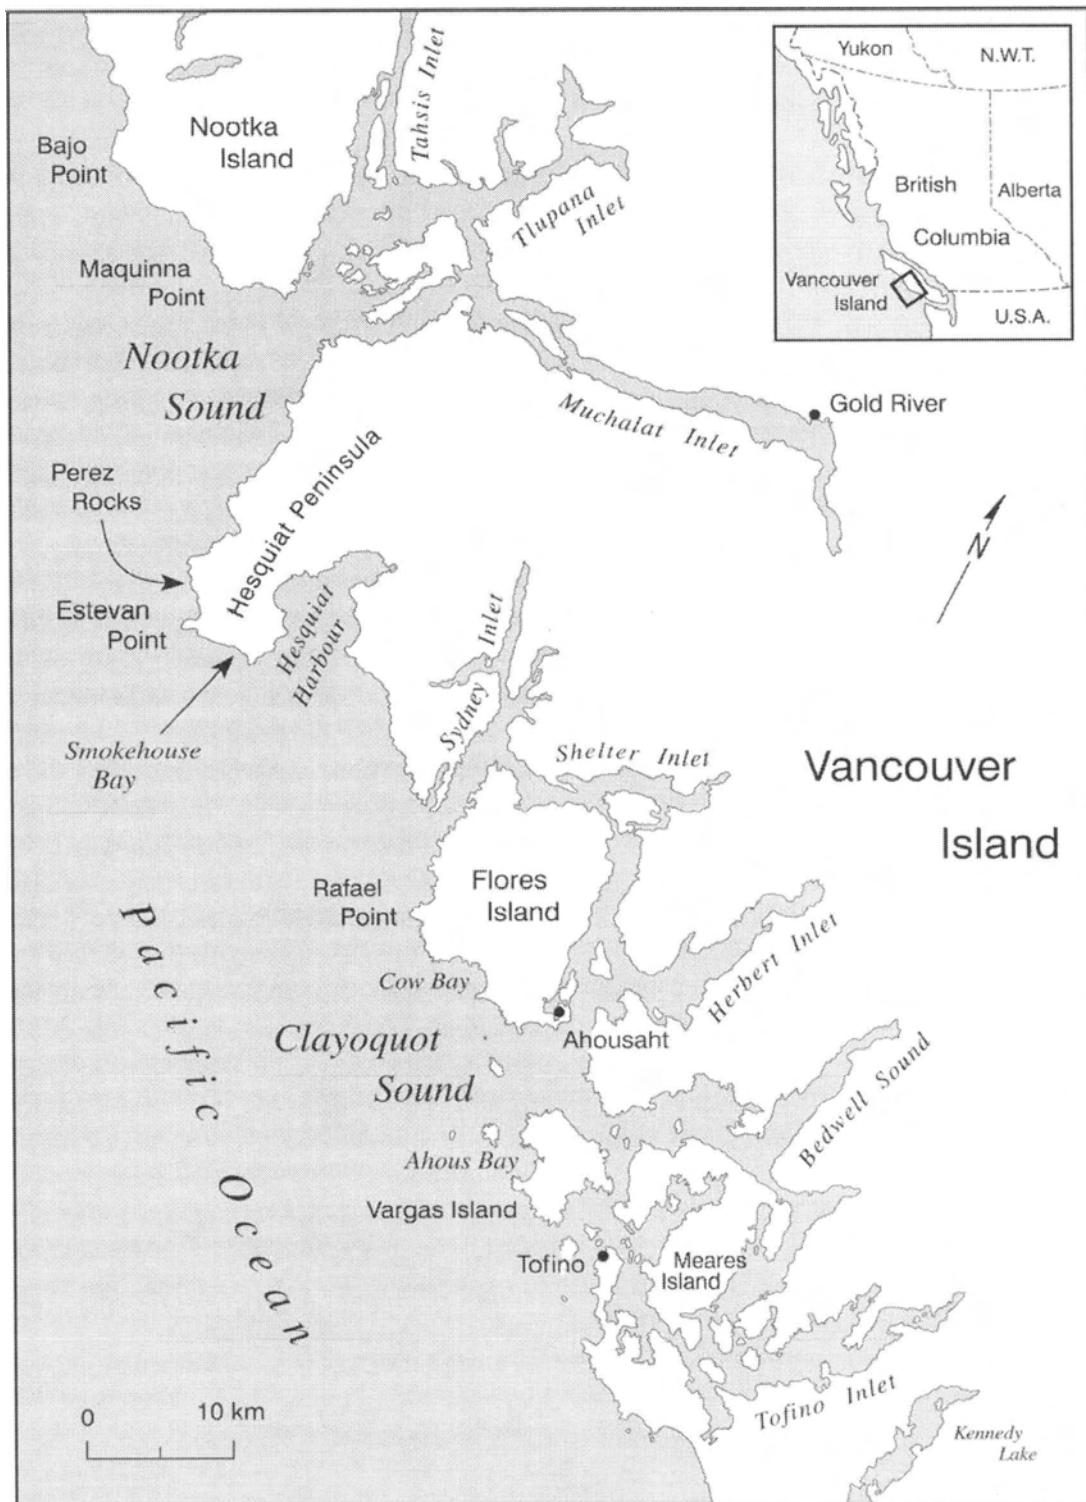 Yukon
N.W.T.
British
Columbia
Alberta
Vancouver
Island
U.S.A.
Nootka
Island
Tahsis Inlet
Bajo
Point
Tlupana
Inlet
Maquinna
Point
Nootka
Sound
Muchalat Inlet
Gold River
Perez
Rocks
Hesquiat Peninsula
N
Estevan
Point
Hesquiat
Harbour
Sydney Inlet
Smokehouse
Bay
Shelter Inlet
Vancouver
Island
Flores
Island
Rafael
Point
Herbert Inlet
Cow Bay
Ahousaht
Clayoquot
Sound
Bedwell Sound
Ahous Bay
Vargas Island
Tofino
Meares
Island
Pacific Ocean
Tofino Inlet
Kennedy
Lake
0 10 km